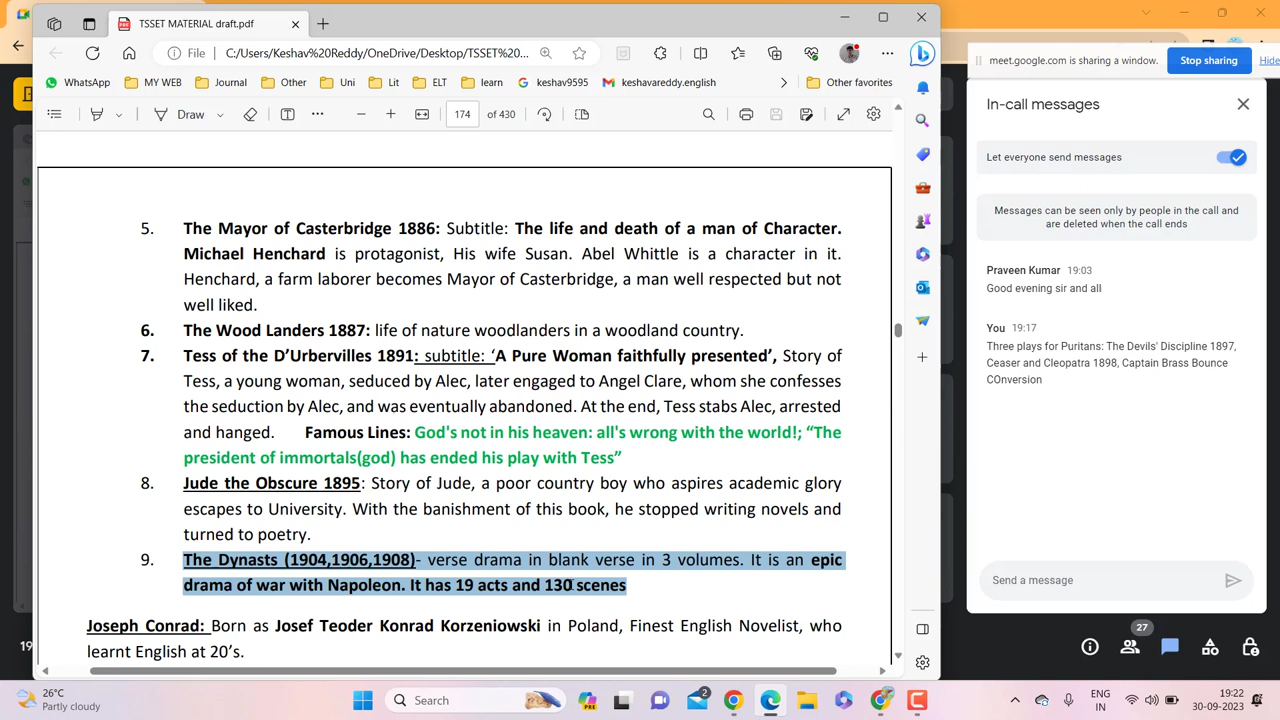 TSSET MATERIAL draft.pdf
File
C:/Users/Keshav%20Reddy/OneDrive/Desktop/TSSET%2...
meet.google.com is sharing a window.
Stop sharing
Hide
WhatsApp
MY WEB
Other
Journl
Uni
Lit
ELT
learn
keshav9595
keshavareddy.english
Other favorites
In-call messages
Draw
174
of 430
Let everyone send messages
Messages can be seen only by people in the call and
are deleted when the call ends
5. The Mayor of Casterbridge 1886: Subtitle: The life and death of a man of Character.
Michael Henchard is protagonist, His wife Susan. Abel Whittle is a character in it.
Henchard, a farm laborer becomes Mayor of Casterbridge, a man well respected but not
well liked.
6. The Wood Landers 1887: life of nature woodlanders in a woodland country.
7. Tess of the D’Urbervilles 1891: subtitle: ‘A Pure Woman faithfully presented’, Story of
Tess, a young woman, seduced by Alec, later engaged to Angel Clare, whom she confesses
the seduction by Alec, and was eventually abandoned. At the end, Tess stabs Alec, arrested
and hanged. Famous Lines: God's not in his heaven: all's wrong with the world!; “The
president of immortals(god) has ended his play with Tess”
8. Jude the Obscure 1895: Story of Jude, a poor country boy who aspires academic glory
escapes to University. With the banishment of this book, he stopped writing novels and
turned to poetry.
9. The Dynasts (1904,1906,1908)- verse drama in blank verse in 3 volumes. It is an epic
drama of war with Napoleon. It has 19 acts and 130 scenes
Joseph Conrad: Born as Josef Teoder Konrad Korzeniowski in Poland, Finest English Novelist, who
learnt English at 20’s.
Praveen Kumar 19:03
Good evening sir and all
You 19:17
Three plays for Puritans: The Devils' Discipline 1897,
Ceaser and Cleopatra 1898, Captain Brass Bounce
COnversion
Send a message
27
19
26°C
Partly cloudy
Search
PRE
2
ENG
IN
19:22
30-09-2023